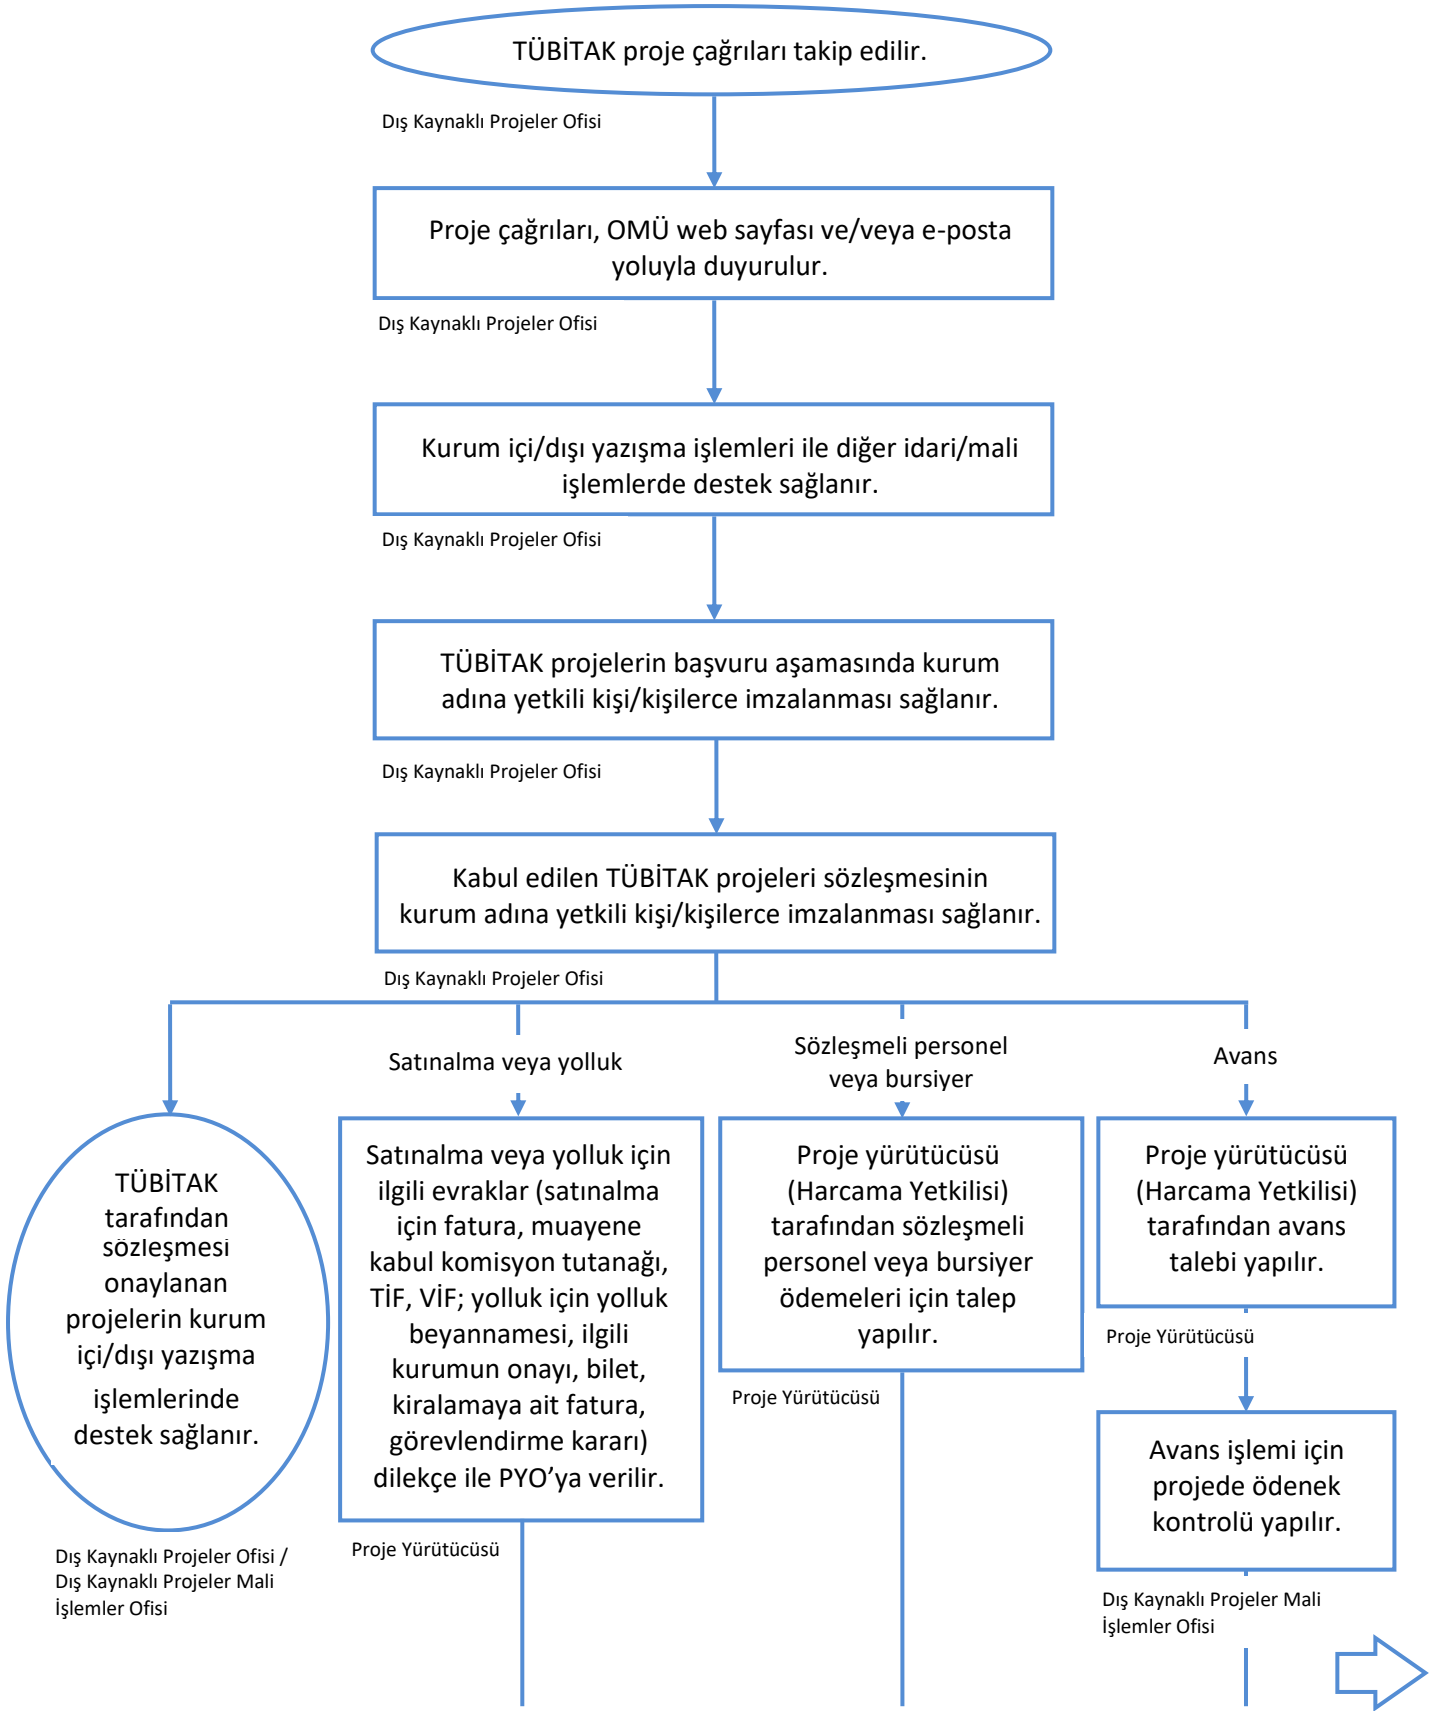 TÜBİTAK proje çağrıları takip edilir.
Dış Kaynaklı Projeler Ofisi
Proje çağrıları, OMÜ web sayfası ve/veya e-posta
yoluyla duyurulur.
Dış Kaynaklı Projeler Ofisi
Kurum içi/dışı yazışma işlemleri ile diğer idari/mali
işlemlerde destek sağlanır.
Dış Kaynaklı Projeler Ofisi
TÜBİTAK projelerin başvuru aşamasında kurum
adına yetkili kişi/kişilerce imzalanması sağlanır.
Dış Kaynaklı Projeler Ofisi
Kabul edilen TÜBİTAK projeleri sözleşmesinin
kurum adına yetkili kişi/kişilerce imzalanması sağlanır.
Dış Kaynaklı Projeler Ofisi
TÜBİTAK
tarafından
sözleşmesi
onaylanan
projelerin kurum
içi/dışı yazışma
işlemlerinde
destek sağlanır.
Dış Kaynaklı Projeler Ofisi /
Dış Kaynaklı Projeler Mali
İşlemler Ofisi
Satınalma veya yolluk
Satınalma veya yolluk için
ilgili evraklar (satınalma
için fatura, muayene
kabul komisyon tutanağı,
TİF, VİF; yolluk için yolluk
beyannamesi, ilgili
kurumun onayı, bilet,
kiralamaya ait fatura,
görevlendirme kararı)
dilekçe ile PYO’ya verilir.
Proje Yürütücüsü
Sözleşmeli personel
veya bursiyer
Proje yürütücüsü
(Harcama Yetkilisi)
tarafından sözleşmeli
personel veya bursiyer
ödemeleri için talep
yapılır.
Proje Yürütücüsü
Avans
Proje yürütücüsü
(Harcama Yetkilisi)
tarafından avans
talebi yapılır.
Proje Yürütücüsü
Avans işlemi için
projede ödenek
kontrolü yapılır.
Dış Kaynaklı Projeler Mali
İşlemler Ofisi